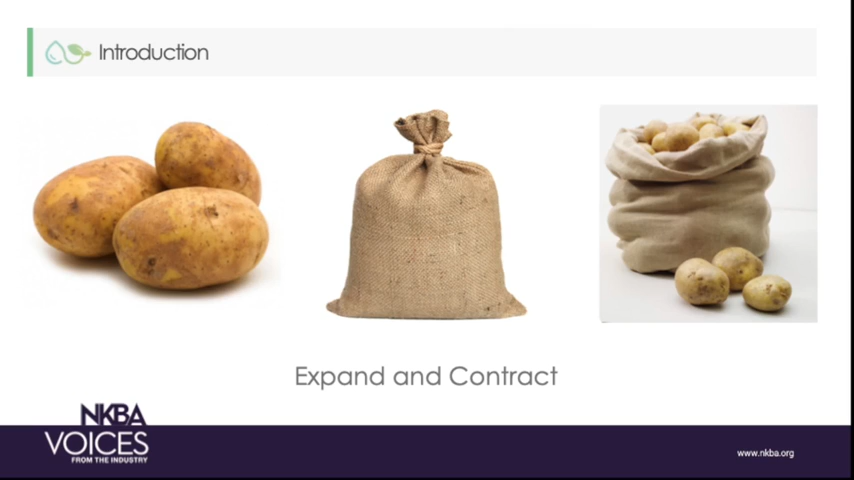 Introduction
Expand and Contract
NKBA
VOICES
FROM THE INDUSTRY
www.nkba.org